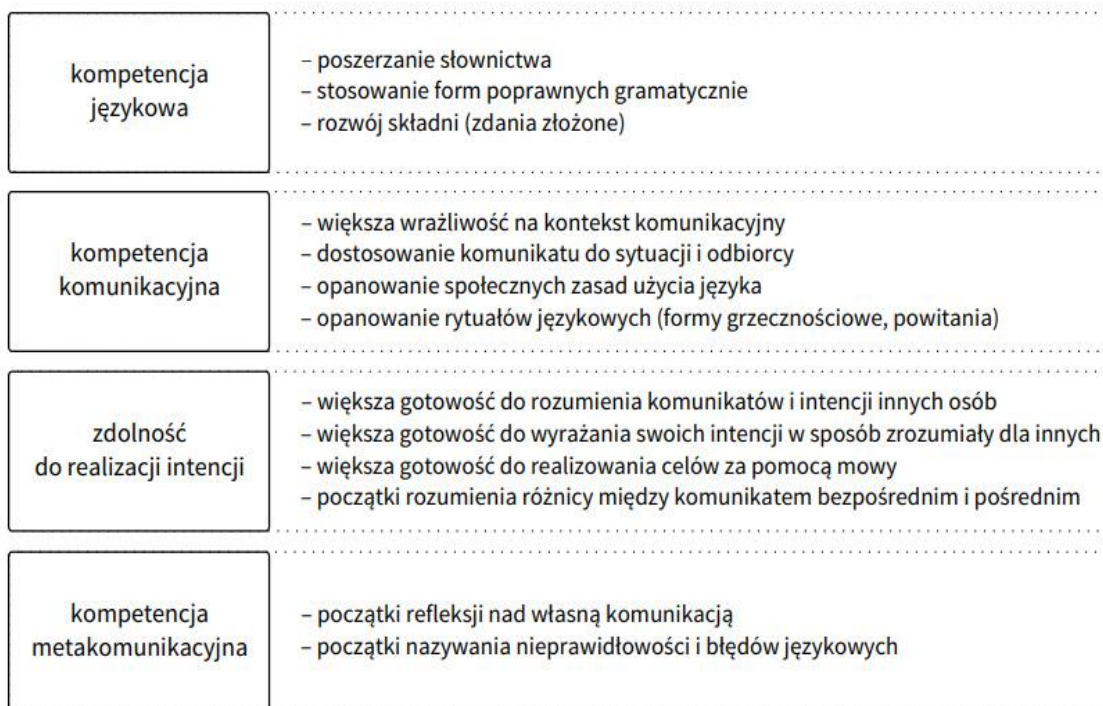 kompetencja
językowa
– poszerzanie słownictwa
– stosowanie form poprawnych gramatycznie
– rozwój składni (zdania złożone)
kompetencja
komunikacyjna
– większa wrażliwość na kontekst komunikacyjny
– dostosowanie komunikatu do sytuacji i odbiorcy
– opanowanie społecznych zasad użycia języka
– opanowanie rytuałów językowych (formy grzecznościowe, powitania)
zdolność
do realizacji intencji
– większa gotowość do rozumienia komunikatów i intencji innych osób
– większa gotowość do wyrażania swoich intencji w sposób zrozumiały dla innych
– większa gotowość do realizowania celów za pomocą mowy
– początki rozumienia różnicy między komunikatem bezpośrednim i pośrednim
kompetencja
metakomunikacyjna
– początki refleksji nad własną komunikacją
– początki nazywania nieprawidłowości i błędów językowych